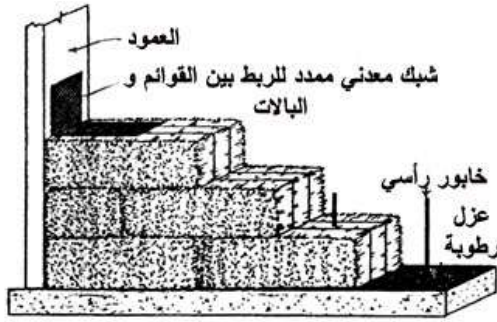 العمود
شبك معدني ممدد للربط بين القوائم و
البالات
خابور رأسي
عزل
رطوبة